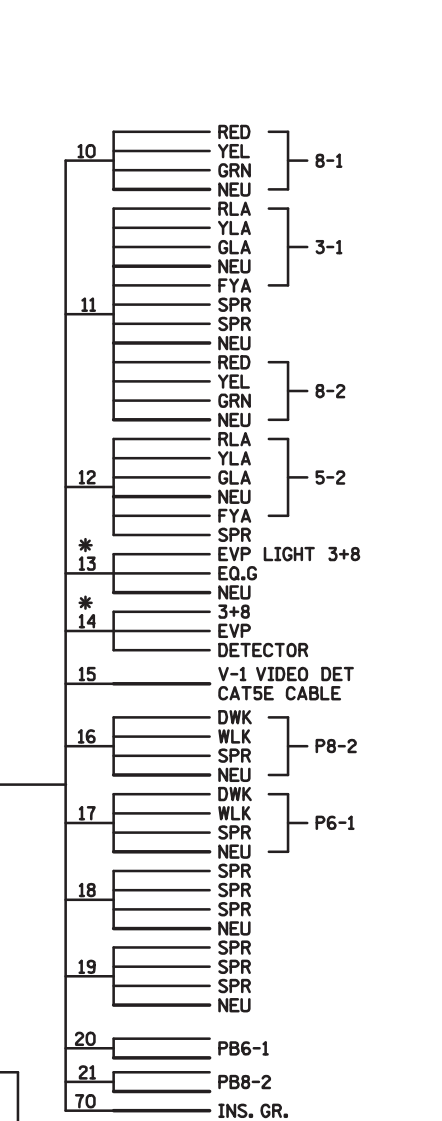 RED
10 YEL
GRN 8-1
NEU
RLA
YLA
GLA 3-1
NEU
FYA
11 SPR
SPR
NEU
RED
YEL
GRN 8-2
NEU
RLA
YLA
12 GLA 5-2
NEU
FYA
SPR
*
13 EVP LIGHT 3+8
EQ.G
NEU
*
14 3+8
EVP
DETECTOR
15 V-1 VIDEO DET
CAT5E CABLE
DWK
16 WLK P8-2
SPR
NEU
DWK
17 WLK P6-1
SPR
NEU
SPR
18 SPR
SPR
NEU
SPR
19 SPR
SPR
NEU
20 PB6-1
21 PB8-2
70 INS. GR.